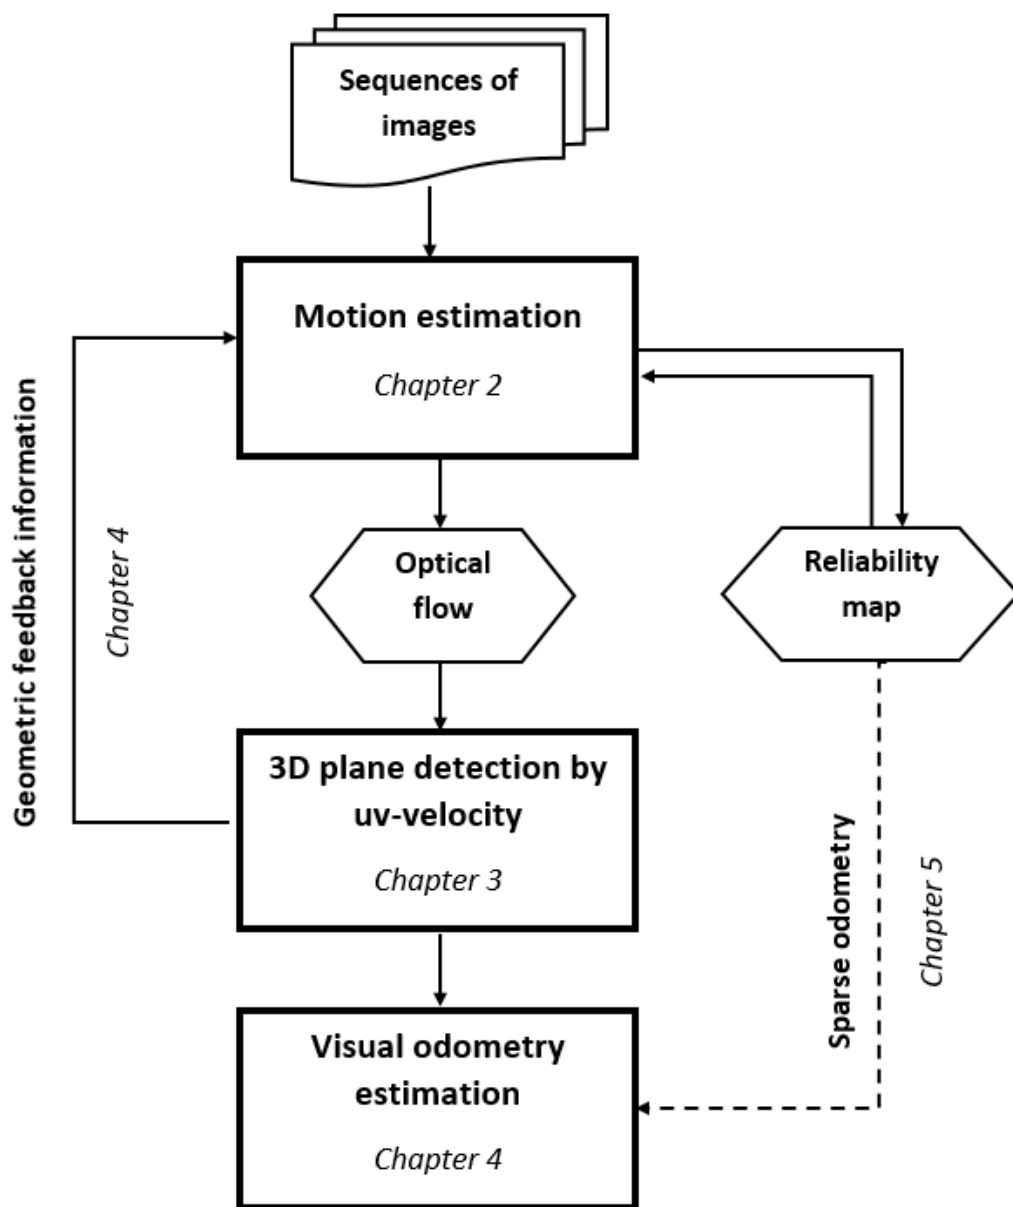 Sequences of
images
Motion estimation
Chapter 2
Geometric feedback information
Chapter 4
Optical
flow
Reliability
map
3D plane detection by
uv-velocity
Chapter 3
Sparse odometry
Chapter 5
Visual odometry
estimation
Chapter 4